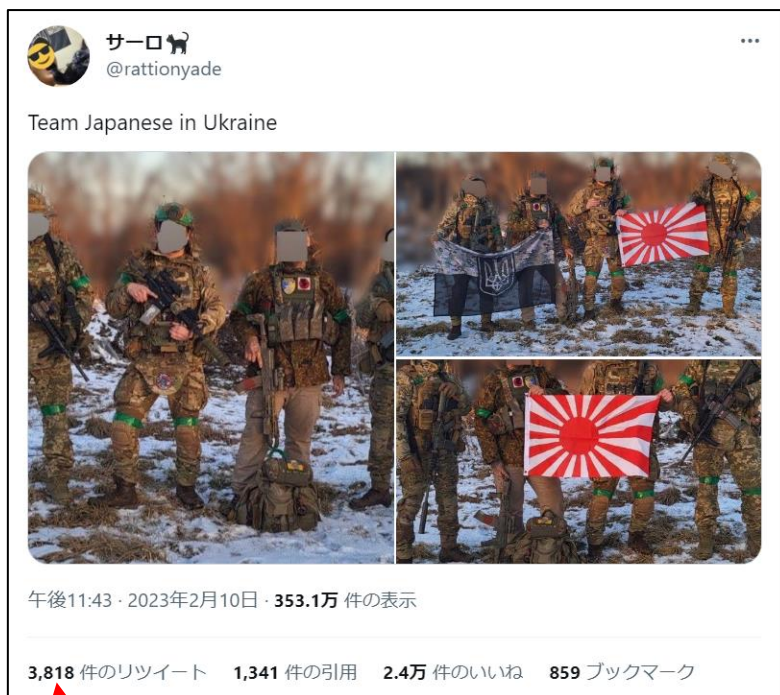 サーロ🐈‍⬛
@rattionyade
Team Japanese in Ukraine
午後11:43 · 2023年2月10日 · 353.1万 件の表示
3,818 件のリツイート 1,341 件の引用 2.4万 件のいいね 859 ブックマーク